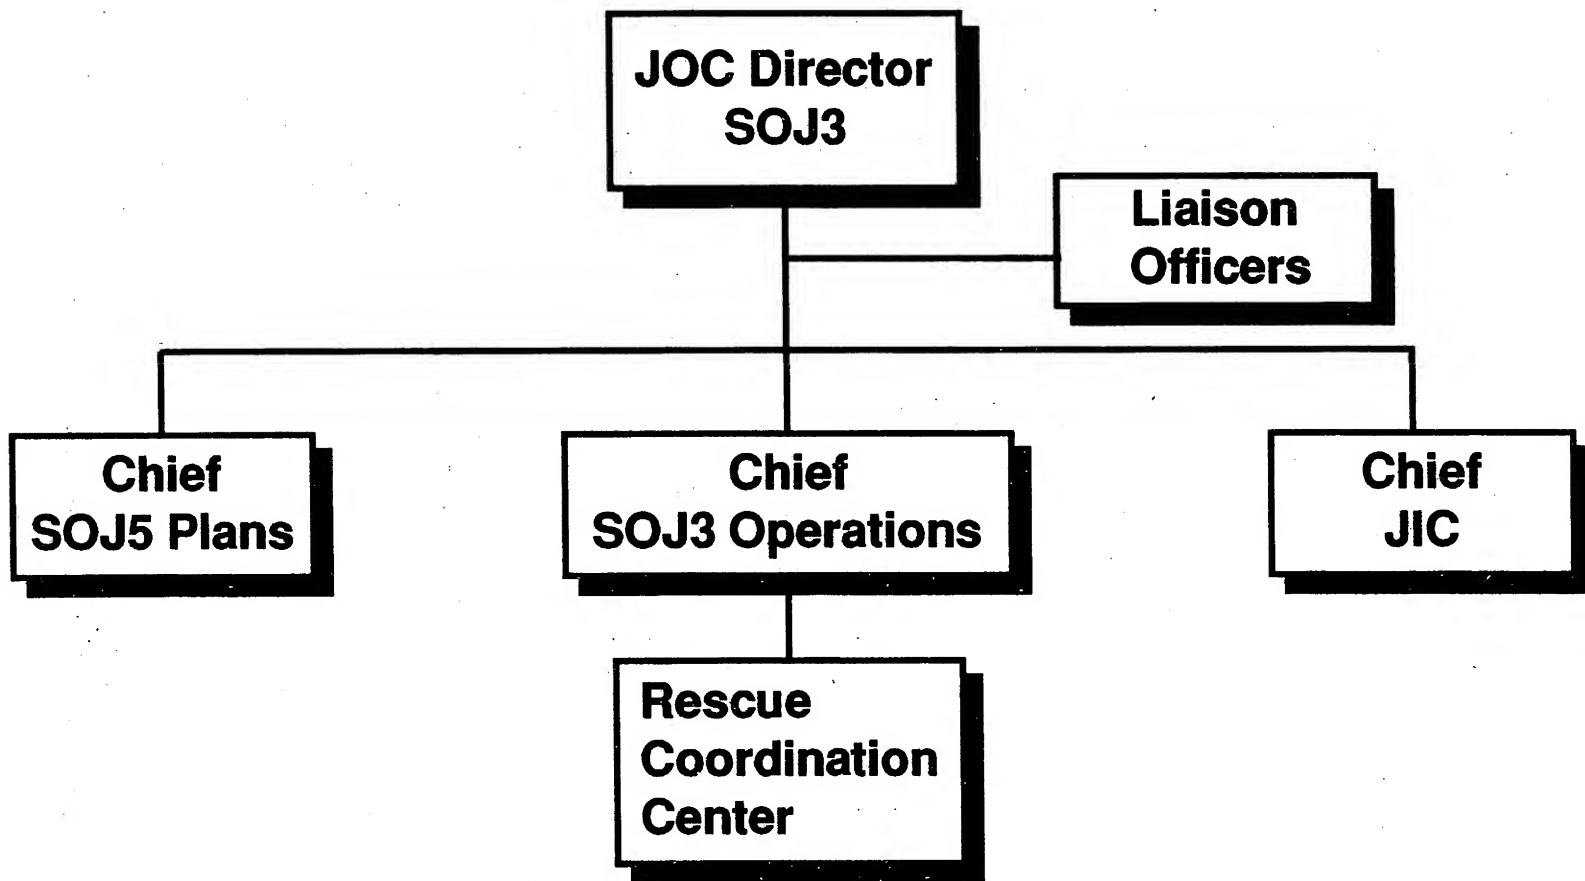 JOC Director
SOJ3
Liaison
Officers
Chief
SOJ5 Plans
Chief
SOJ3 Operations
Chief
JIC
Rescue
Coordination
Center